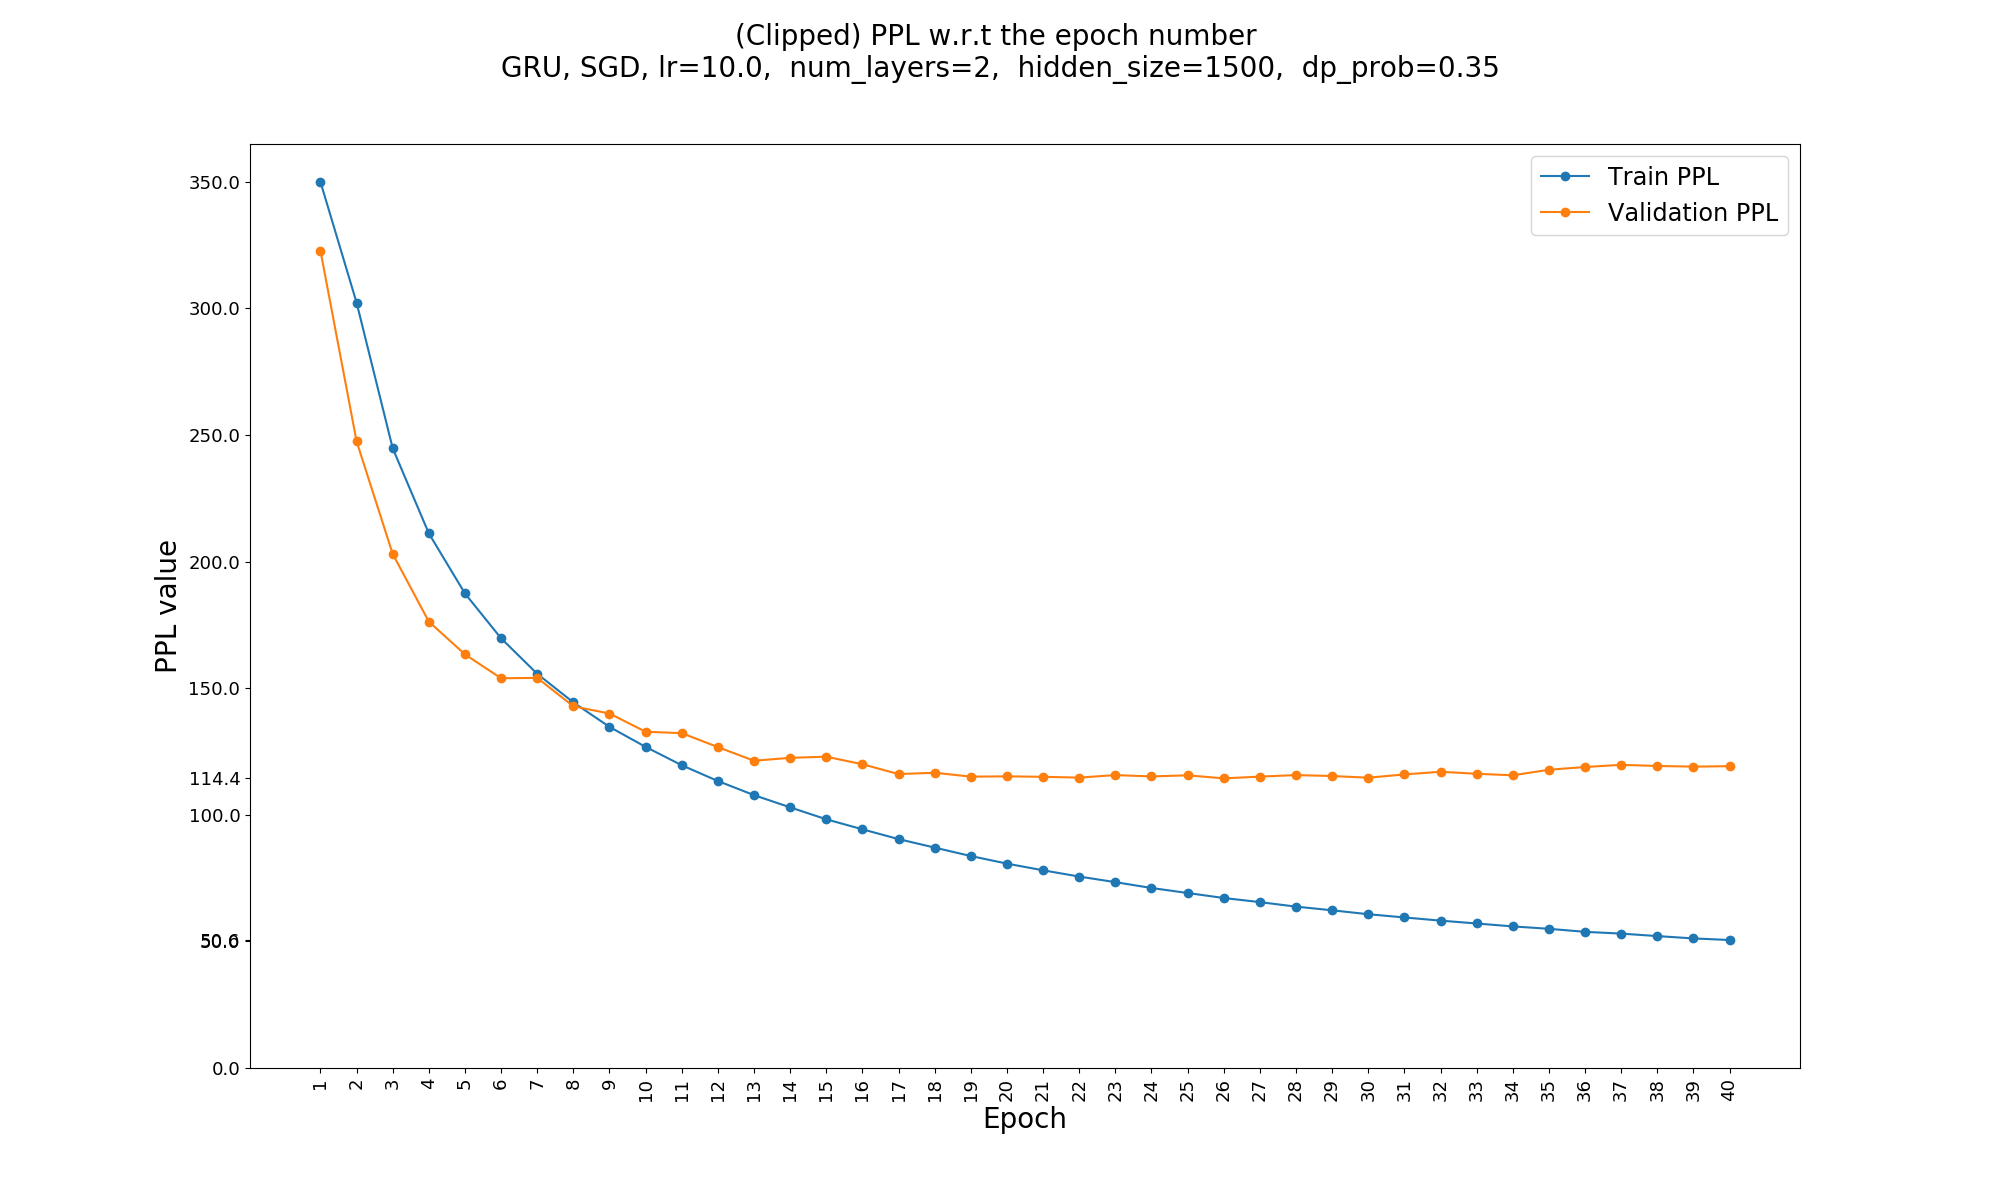 (Clipped) PPL w.r.t the epoch number
GRU, SGD, lr=10.0, num_layers=2, hidden_size=1500, dp_prob=0.35
Train PPL
Validation PPL
350.0
300.0
250.0
200.0
150.0
114.4
100.0
0.0
PPL value
1 2 3 4 5 6 7 8 9 10 11 12 13 14 15 16 17 18 19 20 21 22 23 24 25 26 27 28 29 30 31 32 33 34 35 36 37 38 39 40
Epoch